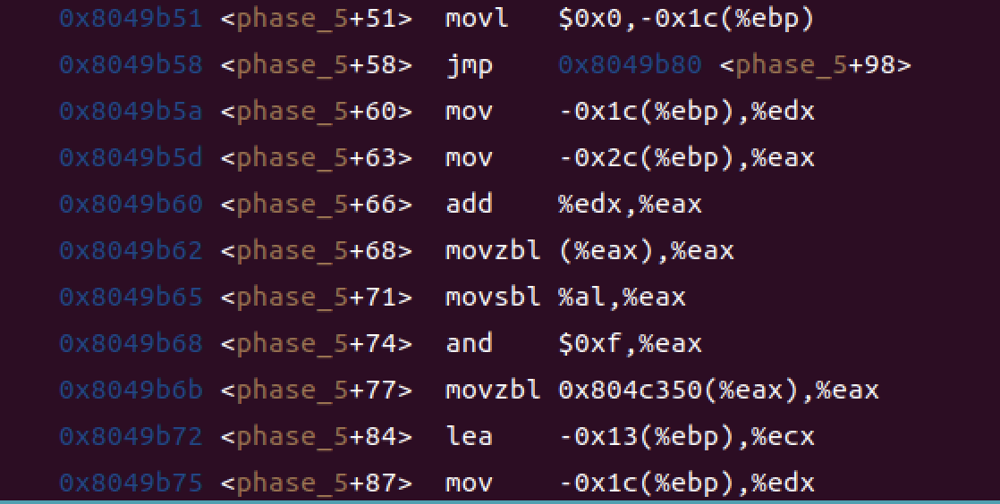 0x8049b51 <phase_5+51> movl $0x0,-0x1c(%ebp)
0x8049b58 <phase_5+58> jmp 0x8049b80 <phase_5+98>
0x8049b5a <phase_5+60> mov -0x1c(%ebp),%edx
0x8049b5d <phase_5+63> mov -0x2c(%ebp),%eax
0x8049b60 <phase_5+66> add %edx,%eax
0x8049b62 <phase_5+68> movzbl (%eax),%eax
0x8049b65 <phase_5+71> movsbl %al,%eax
0x8049b68 <phase_5+74> and $0xf,%eax
0x8049b6b <phase_5+77> movzbl 0x804c350(%eax),%eax
0x8049b72 <phase_5+84> lea -0x13(%ebp),%ecx
0x8049b75 <phase_5+87> mov -0x1c(%ebp),%edx